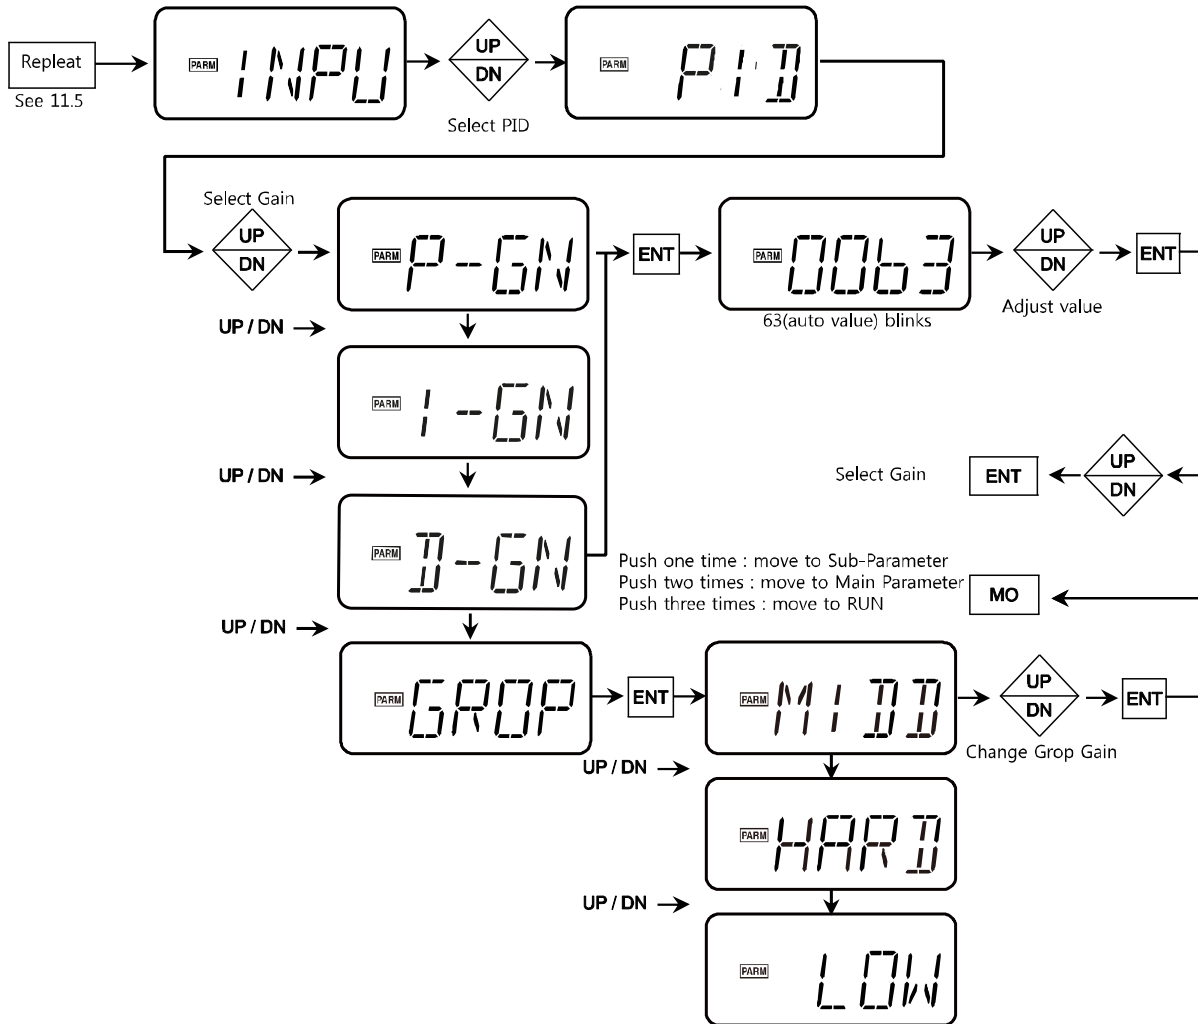 Repeat
See 11.5
PARM INPU
UP
DN
Select PID
PARM PID
Select Gain
UP
DN
PARM P-GN
ENT
PARM 0063
63(auto value) blinks
UP
DN
Adjust value
ENT
UP / DN
PARM I-GN
UP / DN
PARM D-GN
Select Gain
ENT
UP
DN
Push one time : move to Sub-Parameter
Push two times : move to Main Parameter
Push three times : move to RUN
MO
UP / DN
PARM GROP
ENT
PARM MIDD
UP
DN
Change Grop Gain
ENT
UP / DN
PARM HARD
UP / DN
PARM LOW